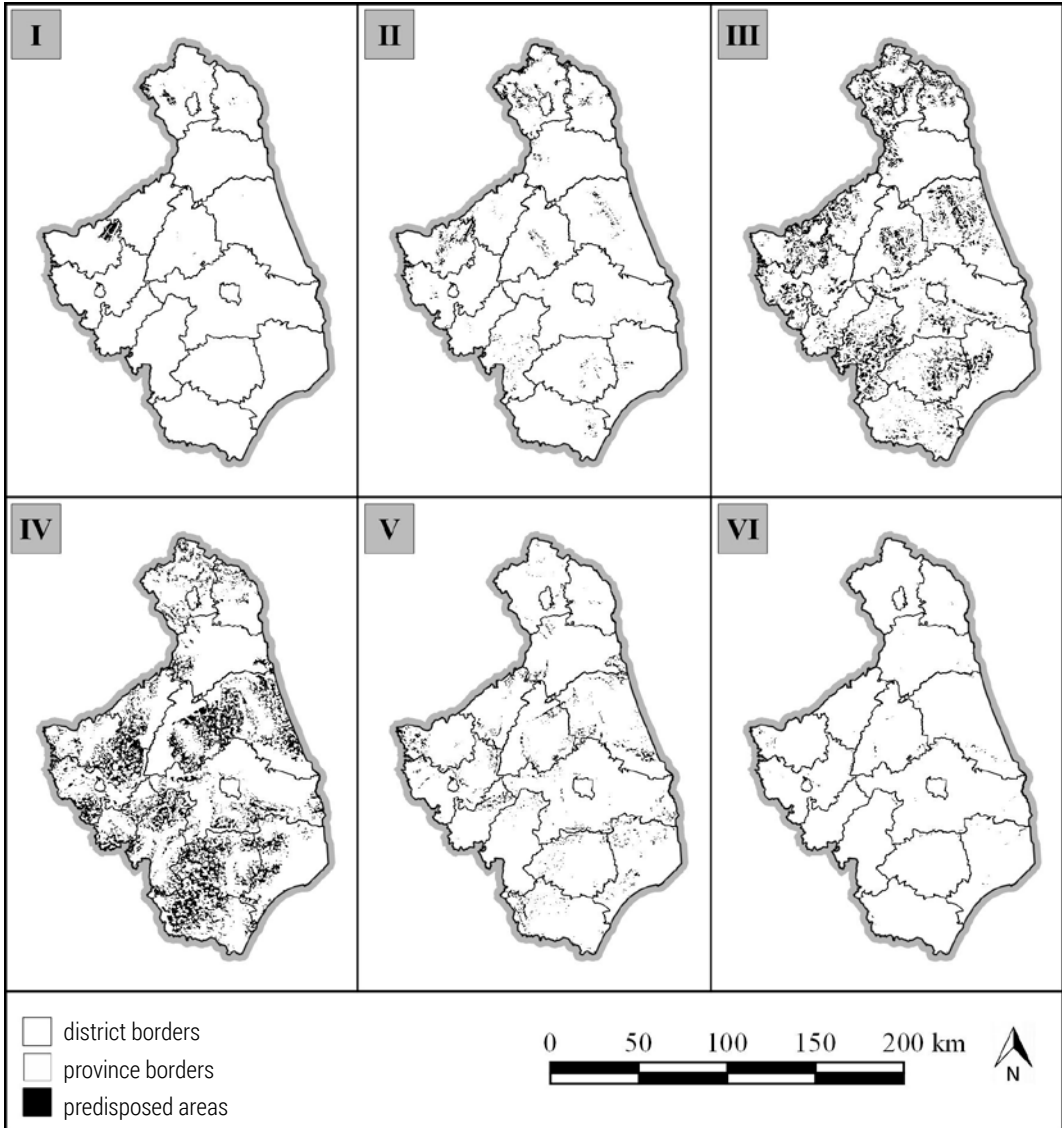 I
II
III
IV
V
VI
district borders
province borders
predisposed areas
0 50 100 150 200 km
N